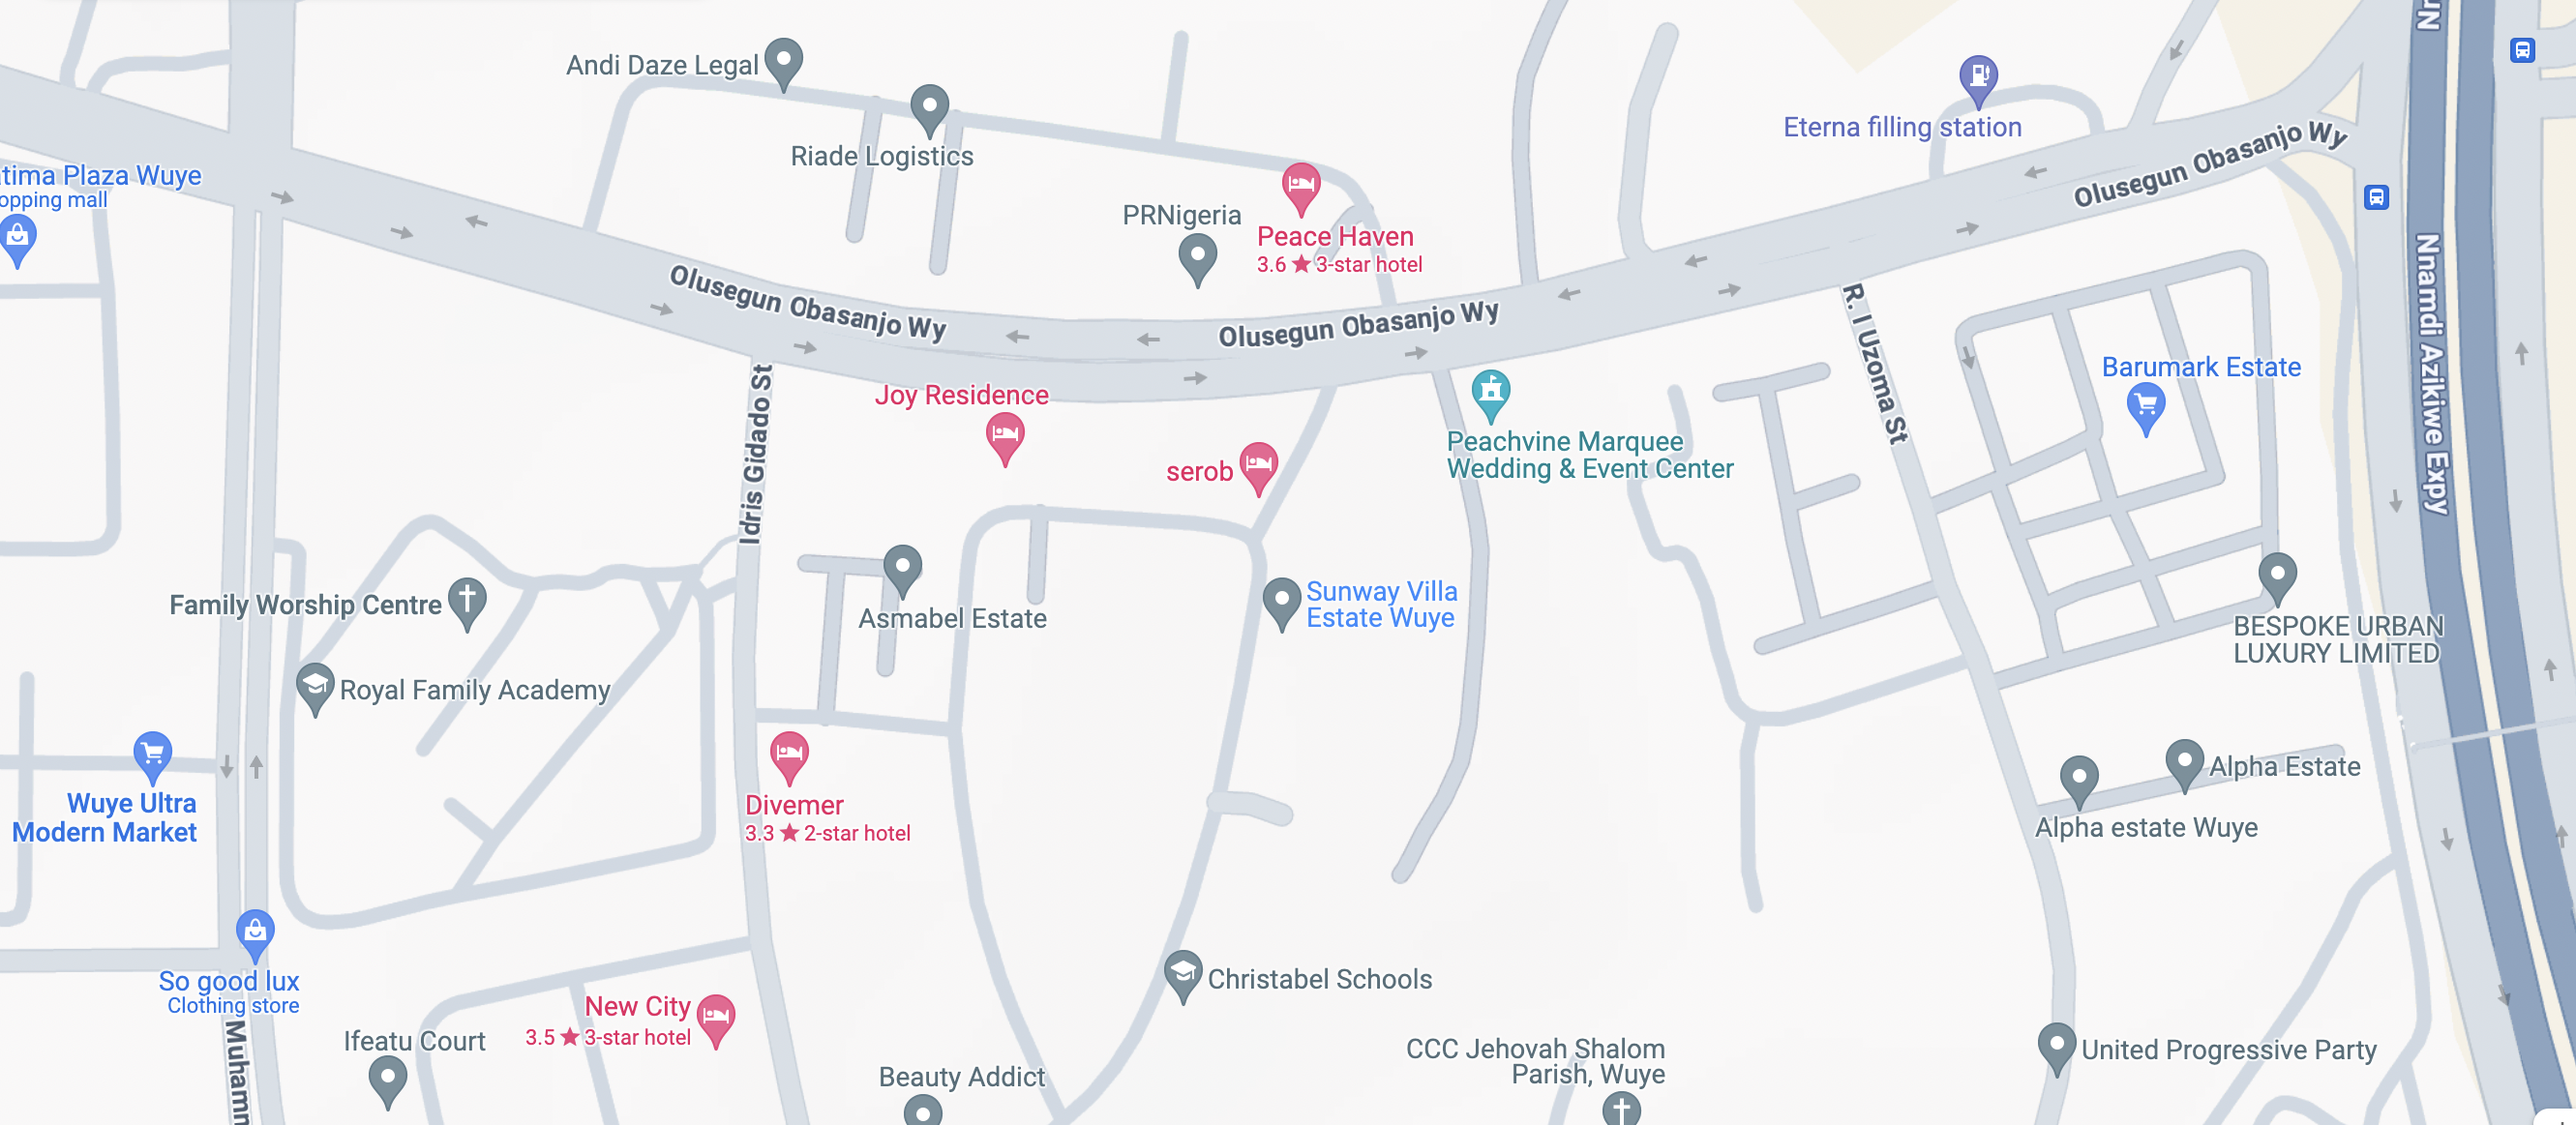 Andi Daze Legal
Riade Logistics
PRNigeria
Peace Haven
3.6 ★ 3-star hotel
Eterna filling station
Olusegun Obasanjo Wy
Olusegun Obasanjo Wy
Olusegun Obasanjo Wy
tima Plaza Wuye
opping mall
Idris Gidado St
Joy Residence
serob
Peachvine Marquee
Wedding & Event Center
R. I Uzoma St
Barumark Estate
Nnamdi Azikiwe Expy
Family Worship Centre
Royal Family Academy
Asmabel Estate
Sunway Villa
Estate Wuye
BESPOKE URBAN
LUXURY LIMITED
Wuye Ultra
Modern Market
Divemer
3.3 ★ 2-star hotel
Alpha Estate
Alpha estate Wuye
So good lux
Clothing store
New City
3.5 ★ 3-star hotel
Ifeatu Court
Christabel Schools
Beauty Addict
CCC Jehovah Shalom
Parish, Wuye
United Progressive Party
Muhamm